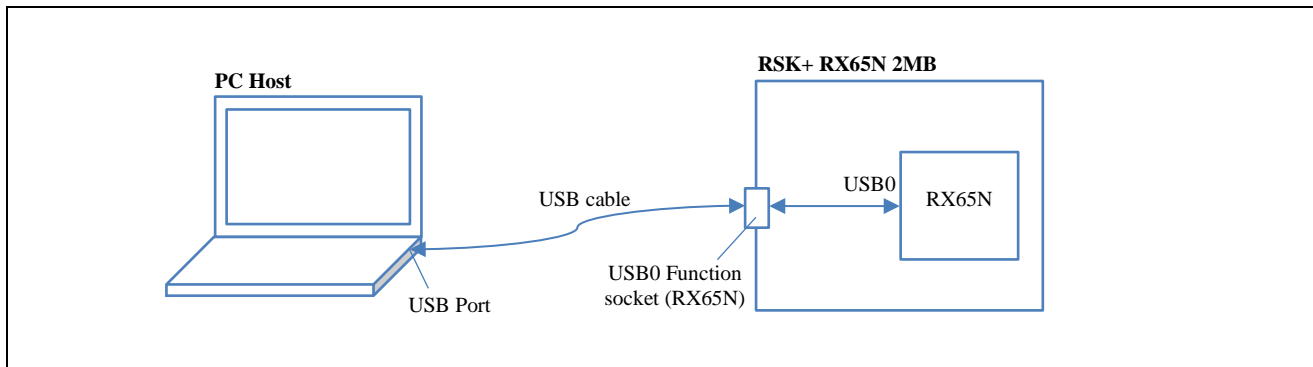 RSK+ RX65N 2MB
PC Host
USB0
RX65N
USB cable
USB0 Function
socket (RX65N)
USB Port